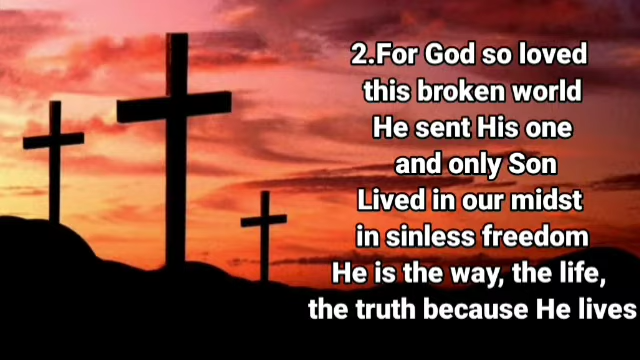 2.For God so loved
this broken world
He sent His one
and only Son
Lived in our midst
in sinless freedom
He is the way, the life,
the truth because He lives